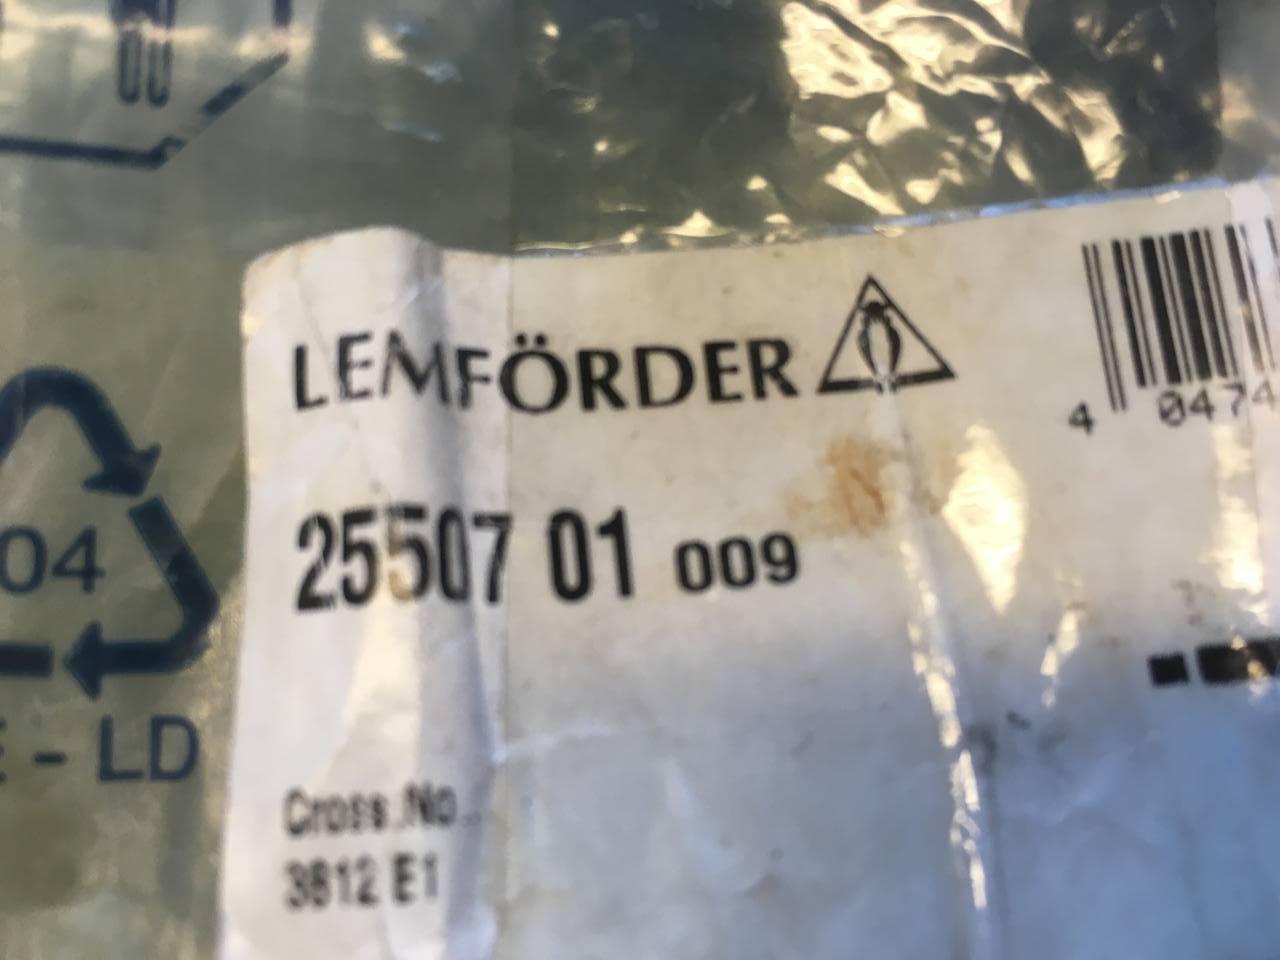 LEMFÖRDER
4 0474
25507 01 009
04
E - LD
Cross.No.
3812 E1